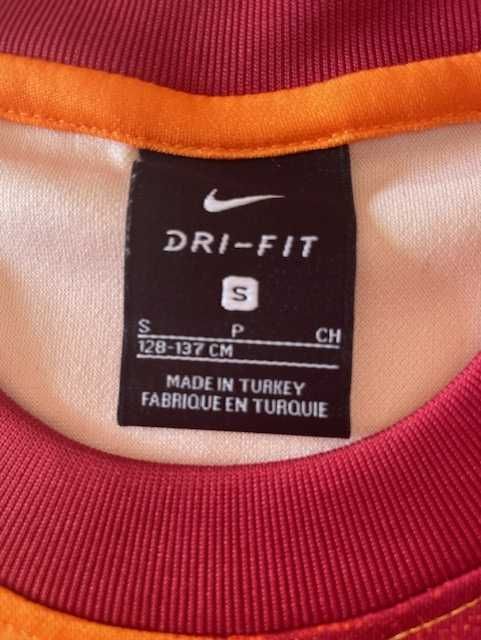 DRI-FIT
S
S P CH
128-137 CM
MADE IN TURKEY
FABRIQUE EN TURQUIE